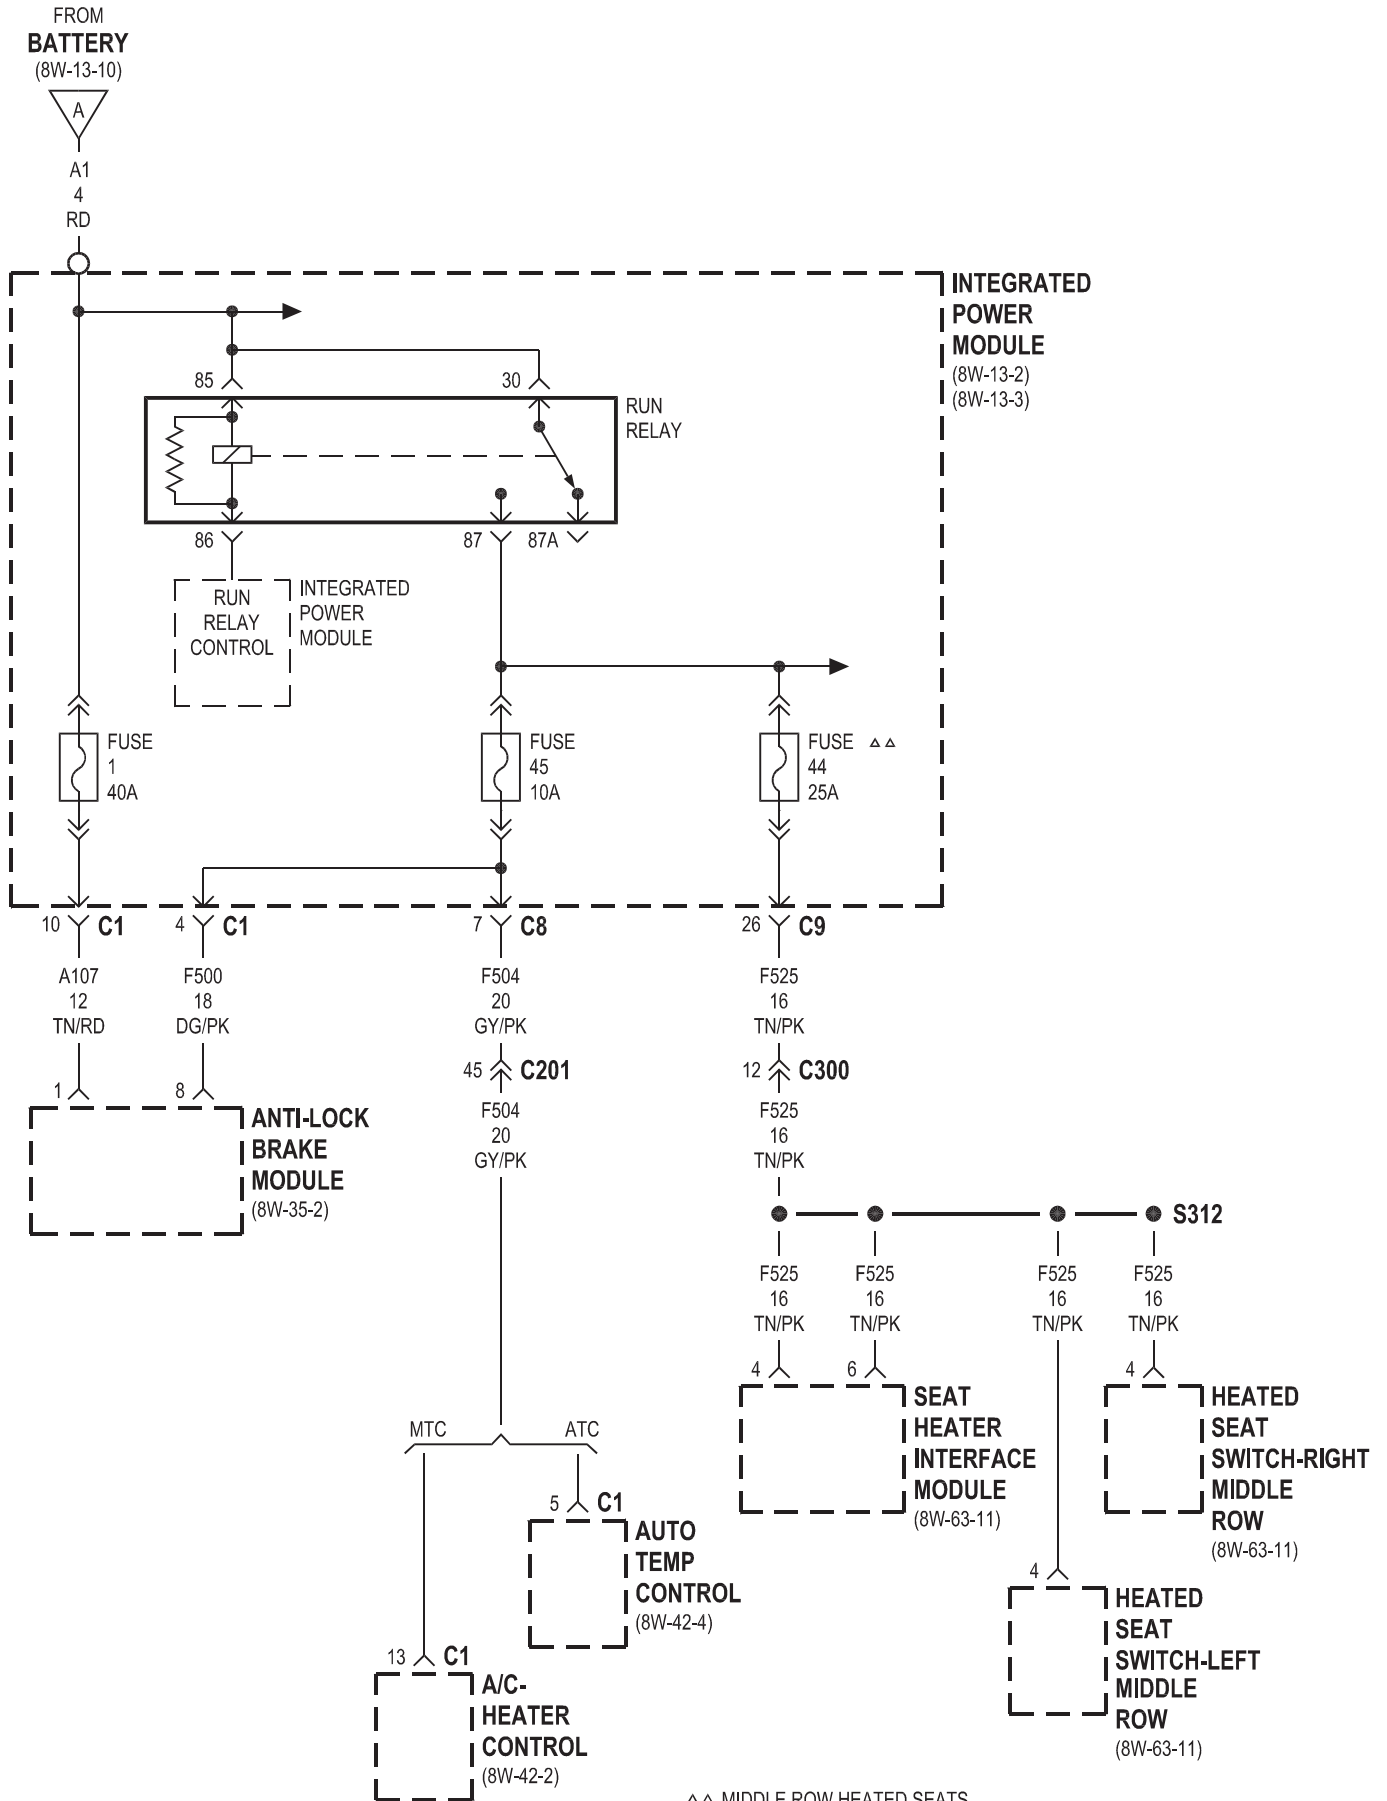 FROM
BATTERY
(8W-13-10)
A
A1
4
RD
INTEGRATED
POWER
MODULE
(8W-13-2)
(8W-13-3)
85
30
RUN
RELAY
86
87
87A
RUN
RELAY
CONTROL
INTEGRATED
POWER
MODULE
FUSE
1
40A
FUSE
45
10A
FUSE △△
44
25A
10 C1
4 C1
7 C8
26 C9
A107
12
TN/RD
F500
18
DG/PK
F504
20
GY/PK
F525
16
TN/PK
45 C201
12 C300
1
8
ANTI-LOCK
BRAKE
MODULE
(8W-35-2)
F504
20
GY/PK
F525
16
TN/PK
S312
F525
16
TN/PK
F525
16
TN/PK
F525
16
TN/PK
F525
16
TN/PK
4
6
4
SEAT
HEATER
INTERFACE
MODULE
(8W-63-11)
HEATED
SEAT
SWITCH-RIGHT
MIDDLE
ROW
(8W-63-11)
MTC
ATC
5 C1
AUTO
TEMP
CONTROL
(8W-42-4)
4
HEATED
SEAT
SWITCH-LEFT
MIDDLE
ROW
(8W-63-11)
13 C1
A/C-
HEATER
CONTROL
(8W-42-2)
△△ MIDDLE ROW HEATED SEATS